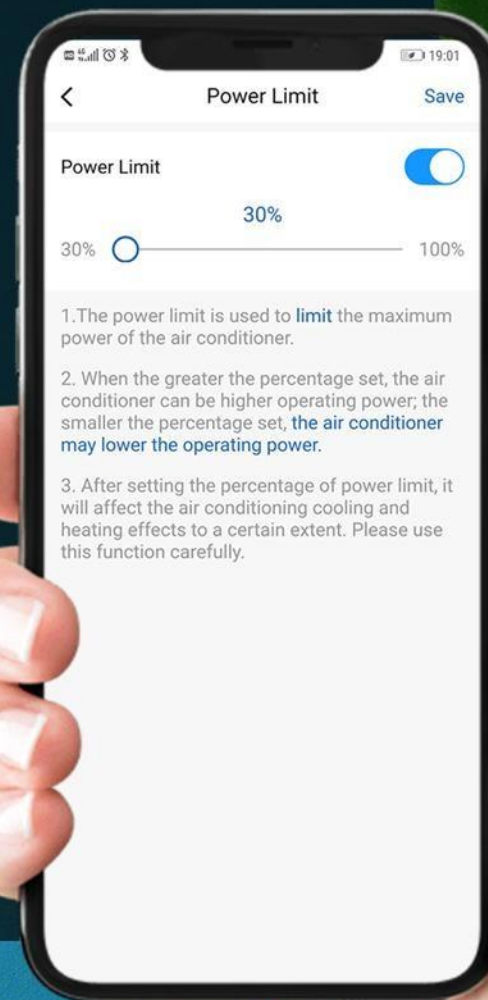 19:01
Power Limit
Save
Power Limit
30%
30%
100%
1.The power limit is used to limit the maximum
power of the air conditioner.
2. When the greater the percentage set, the air
conditioner can be higher operating power; the
smaller the percentage set, the air conditioner
may lower the operating power.
3. After setting the percentage of power limit, it
will affect the air conditioning cooling and
heating effects to a certain extent. Please use
this function carefully.